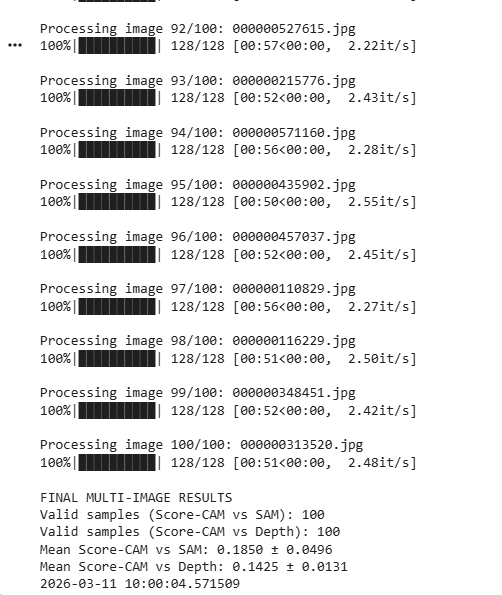 Processing image 92/100: 000000527615.jpg
100%|██████████| 128/128 [00:57<00:00, 2.22it/s]
Processing image 93/100: 000000215776.jpg
100%|██████████| 128/128 [00:52<00:00, 2.43it/s]
Processing image 94/100: 000000571160.jpg
100%|██████████| 128/128 [00:56<00:00, 2.28it/s]
Processing image 95/100: 000000435902.jpg
100%|██████████| 128/128 [00:50<00:00, 2.55it/s]
Processing image 96/100: 000000457037.jpg
100%|██████████| 128/128 [00:52<00:00, 2.45it/s]
Processing image 97/100: 000000110829.jpg
100%|██████████| 128/128 [00:56<00:00, 2.27it/s]
Processing image 98/100: 000000116229.jpg
100%|██████████| 128/128 [00:51<00:00, 2.50it/s]
Processing image 99/100: 000000348451.jpg
100%|██████████| 128/128 [00:52<00:00, 2.42it/s]
Processing image 100/100: 000000313520.jpg
100%|██████████| 128/128 [00:51<00:00, 2.48it/s]
FINAL MULTI-IMAGE RESULTS
Valid samples (Score-CAM vs SAM): 100
Valid samples (Score-CAM vs Depth): 100
Mean Score-CAM vs SAM: 0.1850 ± 0.0496
Mean Score-CAM vs Depth: 0.1425 ± 0.0131
2026-03-11 10:00:04.571509